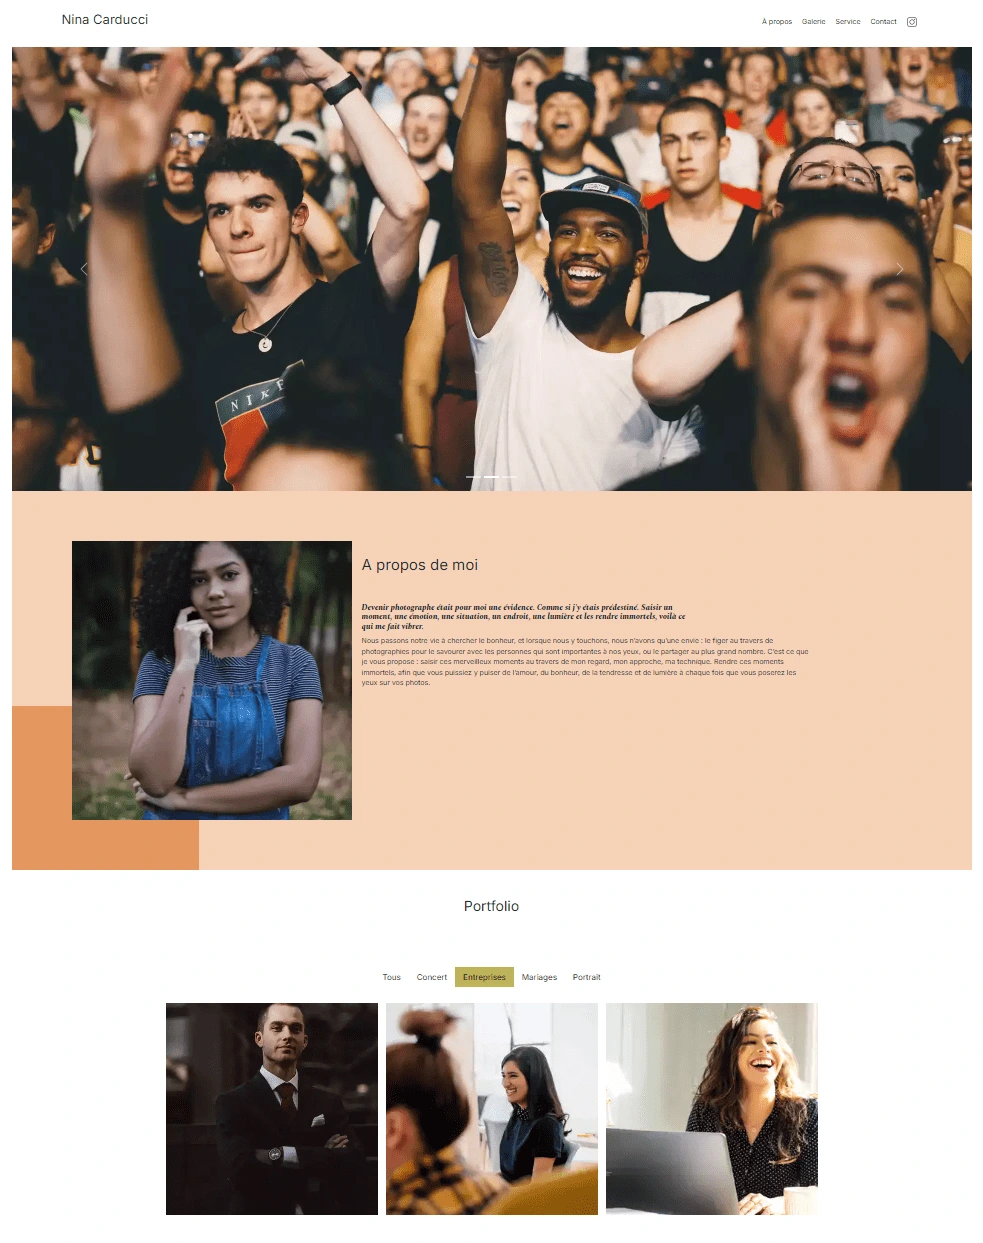 Nina Carducci
À propos
Galerie
Service
Contact
NIKE
A propos de moi
Devenir photographe était pour moi une évidence. Comme si j'y étais prédestiné. Saisir un
moment, une émotion, une situation, un endroit, une lumière et les rendre immortels, voilà ce
qui me fait vibrer.
Nous passons notre vie à chercher le bonheur, et lorsque nous y touchons, nous n'avons qu'une envie : le figer au travers de
photographies pour le savourer avec les personnes qui sont importantes à nos yeux, ou le partager au plus grand nombre. C'est ce que
je vous propose : saisir ces merveilleux moments au travers de mon regard, mon approche, ma technique. Rendre ces moments
immortels, afin que vous puissiez y puiser de l'amour, du bonheur, de la tendresse et de lumière à chaque fois que vous poserez les
yeux sur vos photos.
Portfolio
Tous
Concert
Entreprises
Mariages
Portrait